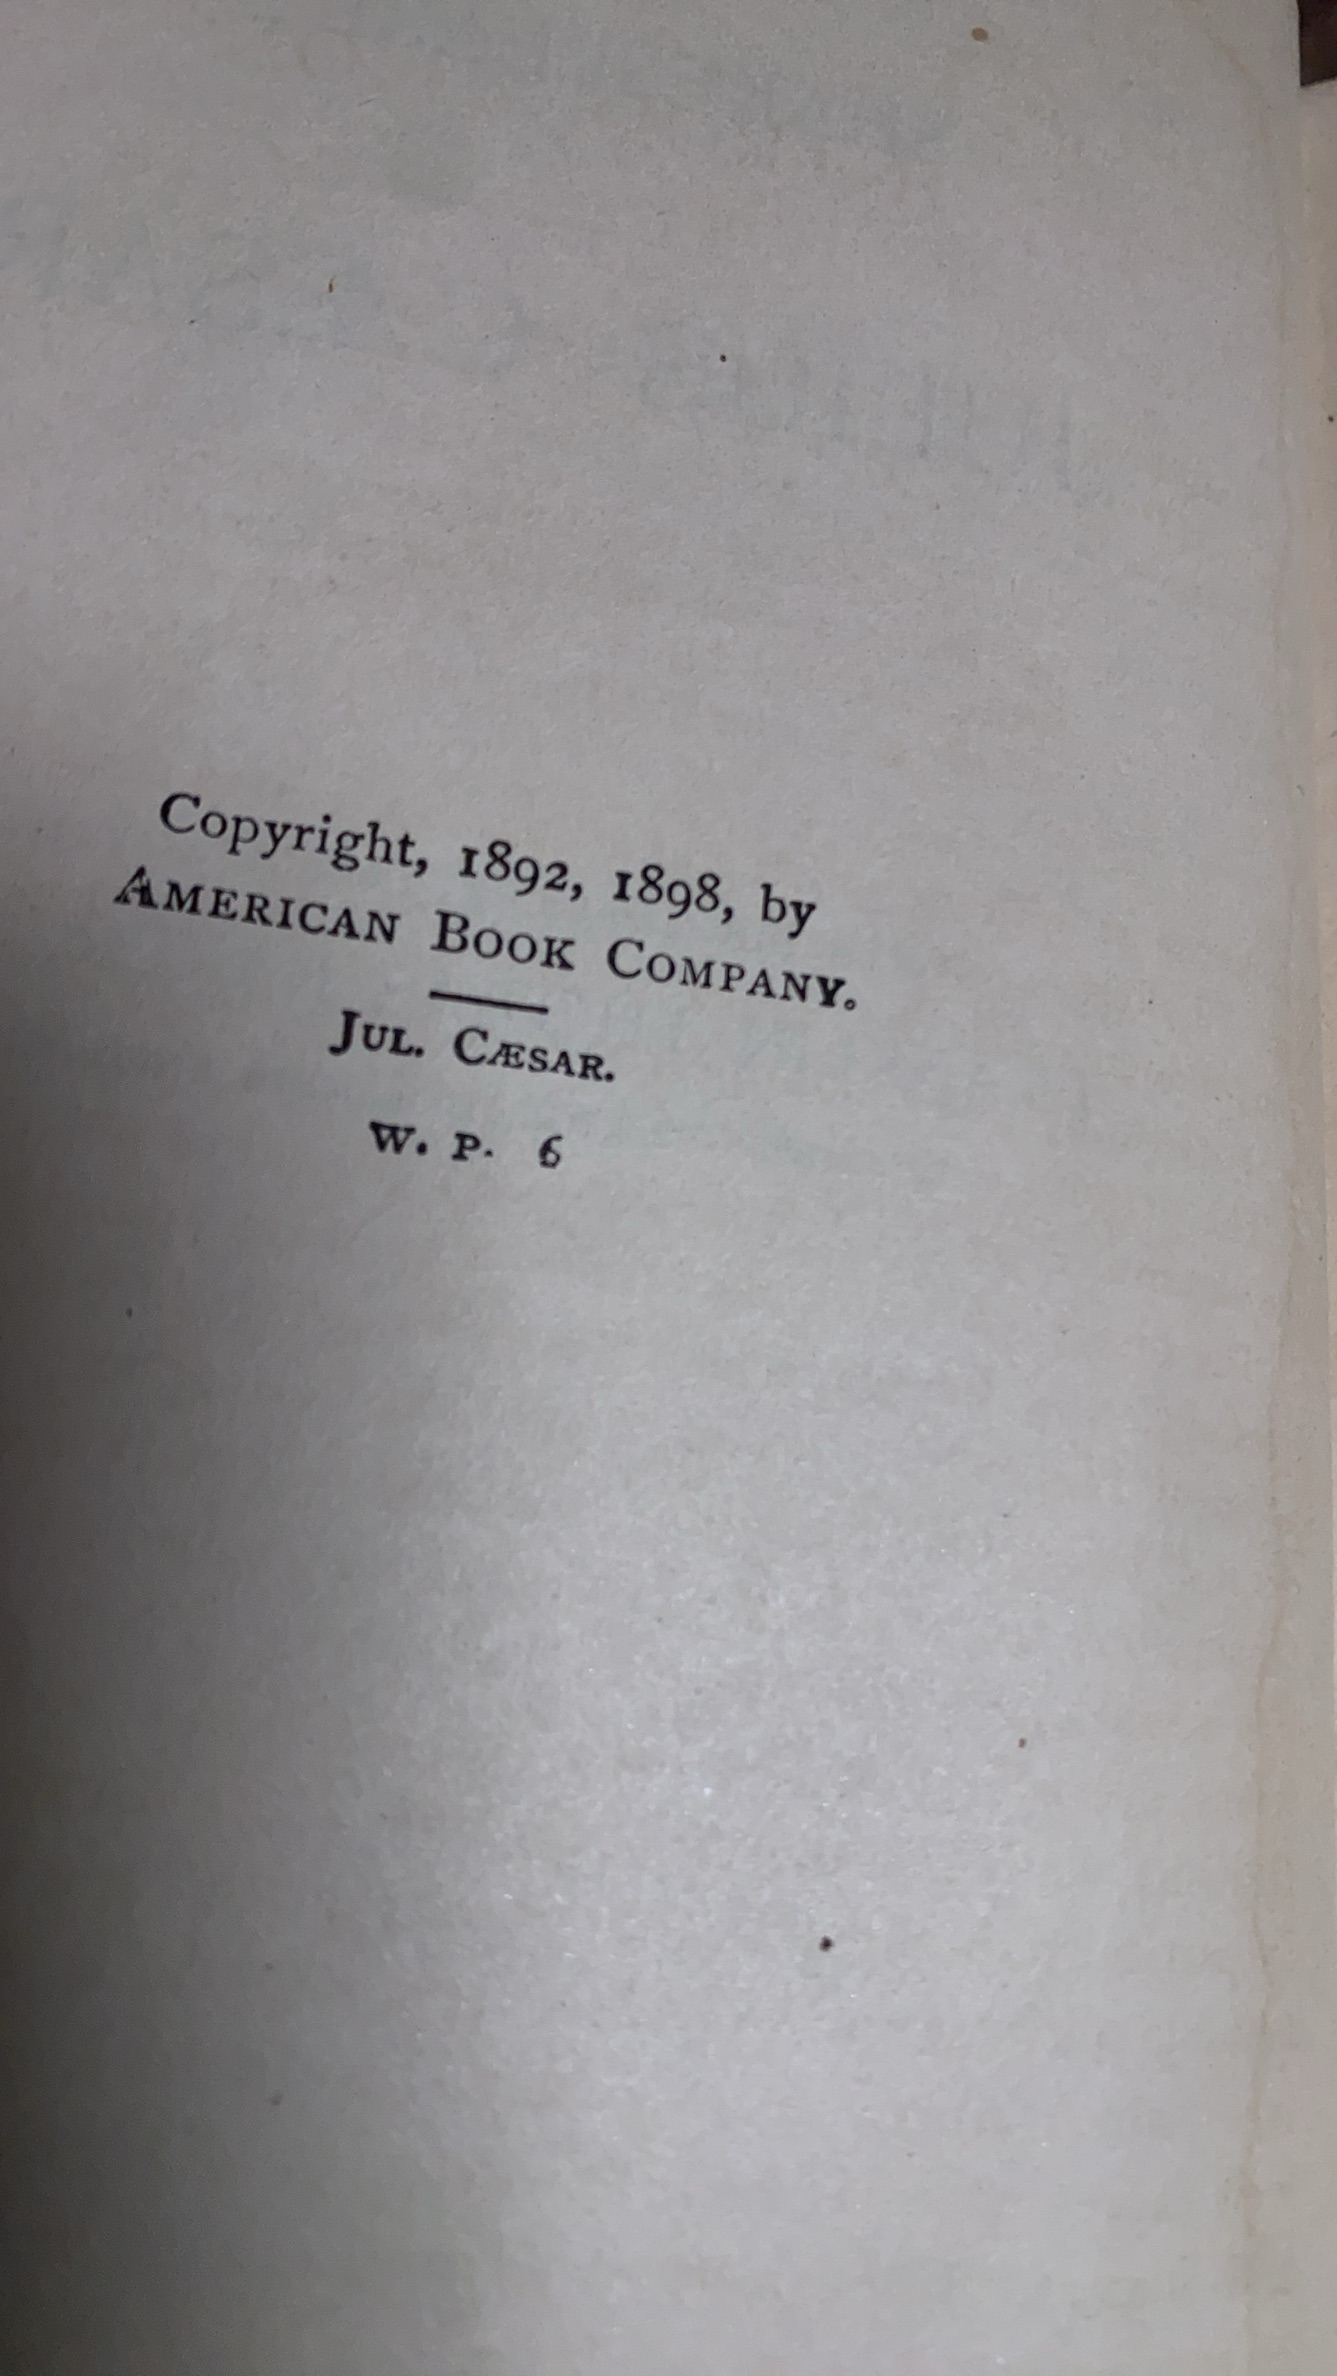 Copyright, 1892, 1898, by
AMERICAN BOOK COMPANY.
JUL. CÆSAR.
W. P. 6